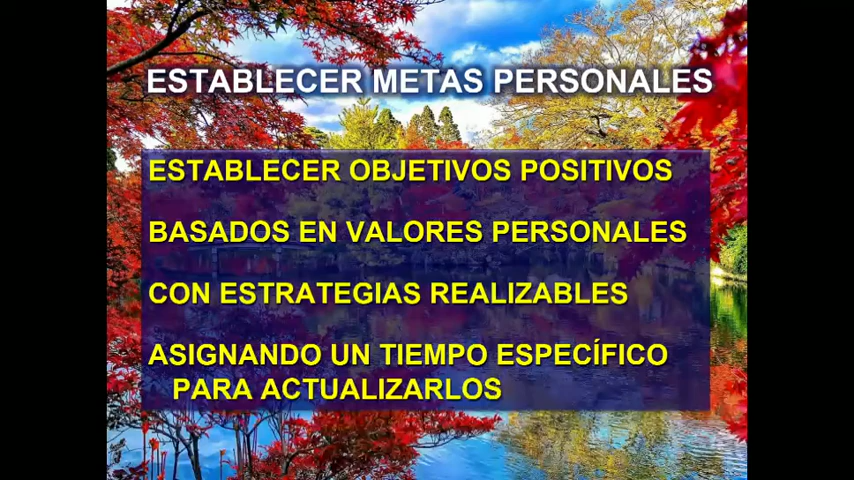 ESTABLECER METAS PERSONALES
ESTABLECER OBJETIVOS POSITIVOS
BASADOS EN VALORES PERSONALES
CON ESTRATEGIAS REALIZABLES
ASIGNANDO UN TIEMPO ESPECÍFICO
PARA ACTUALIZARLOS